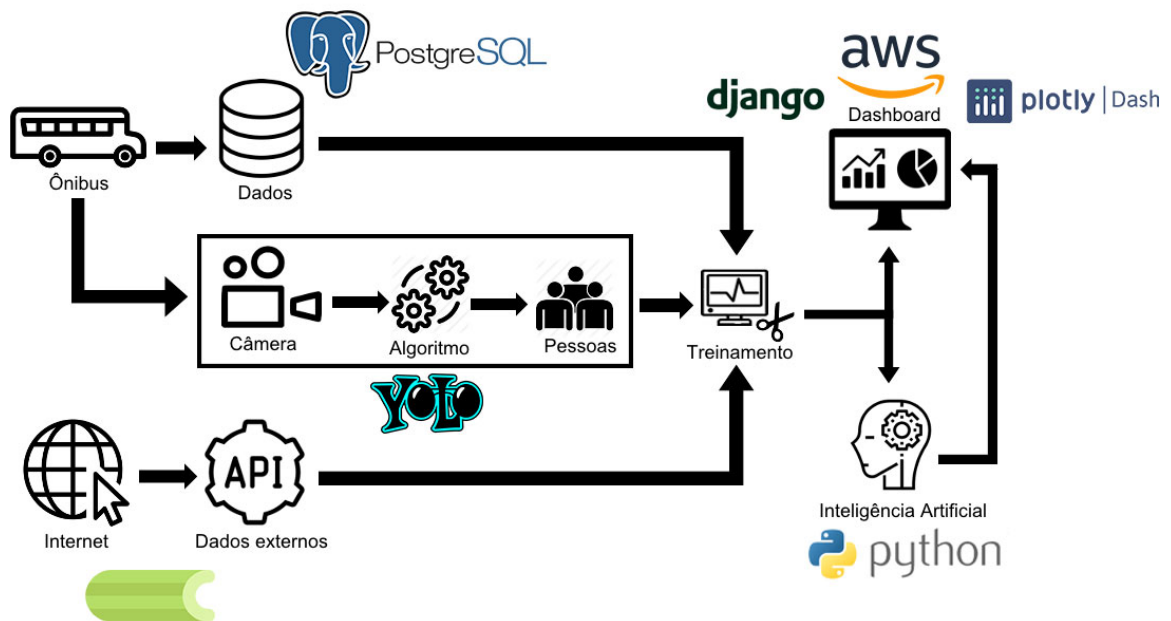 PostgreSQL
aws
django
plotly | Dash
Dashboard
Ônibus
Dados
Câmera
Algoritmo
Pessoas
Treinamento
YOLO
API
Internet
Dados externos
Inteligência Artificial
python